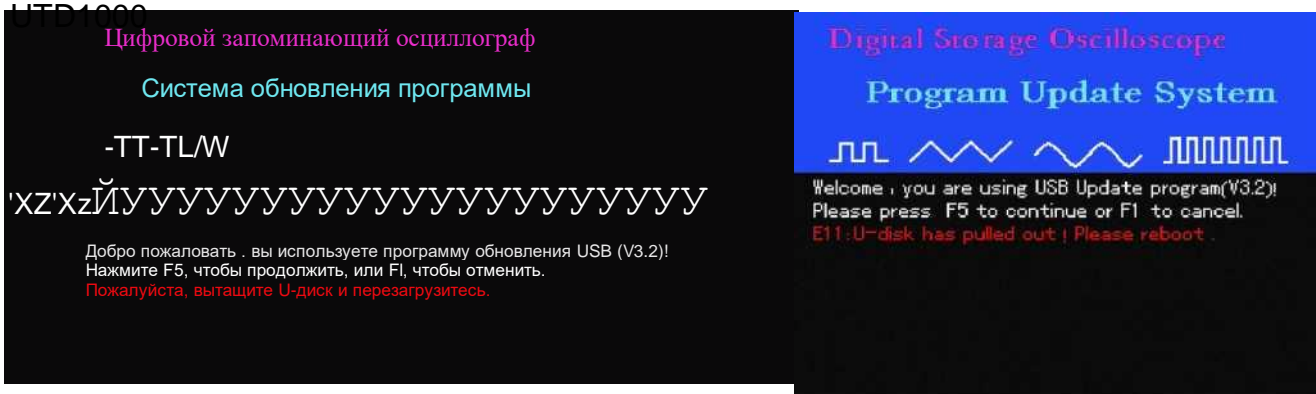 UTD1000
Цифровой запоминающий осциллограф
Система обновления программы
-TT-TL/W
'XZ'XzЙУУУУУУУУУУУУУУУУУУУУУ
Добро пожаловать . вы используете программу обновления USB (V3.2)!
Нажмите F5, чтобы продолжить, или Fl, чтобы отменить.
Пожалуйста, вытащите U-диск и перезагрузитесь.
Digital Storage Oscilloscope
Program Update System
Welcome , you are using USB Update program(V3.2)!
Please press F5 to continue or F1 to cancel.
E11:U-disk has pulled out ! Please reboot .